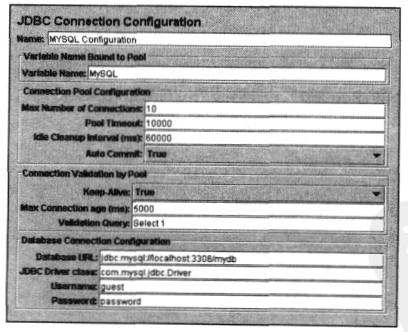 JDBC Connection Configuration
Name: MYSQL Configuration
Variable Name Bound to Pool
Variable Name: MySQL
Connection Pool Configuration
Max Number of Connections: 10
Pool Timeout: 10000
Idle Cleanup Interval (ms): 60000
Auto Commit: True
Connection Validation by Pool
Keep-Alive: True
Max Connection age (ms): 5000
Validation Query: Select 1
Database Connection Configuration
Database URL: jdbc:mysql://localhost:3306/mydb
JDBC Driver class: com.mysql.jdbc.Driver
Username: guest
Password: password